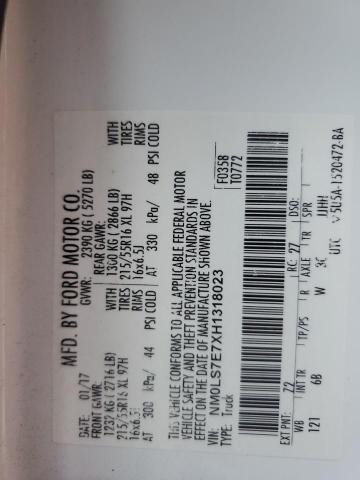 MFD. BY FORD MOTOR CO.
DATE: 01/17 GVWR: 2390 KG ( 5270 LB)
FRONT GAWR: REAR GAWR:
1232 KG ( 2716 LB) WITH 1300 KG ( 2866 LB) WITH
215/55R16 XL 97H TIRES 215/55R16 XL 97H TIRES
16x6.5J RIMS 16x6.5J RIMS
AT 300 kPa/ 44 PSI COLD AT 330 kPa/ 48 PSI COLD
THIS VEHICLE CONFORMS TO ALL APPLICABLE FEDERAL MOTOR
VEHICLE SAFETY AND THEFT PREVENTION STANDARDS IN
EFFECT ON THE DATE OF MANUFACTURE SHOWN ABOVE.
VIN: NM0LS7E7XH1318023 F0358
TYPE: Truck T0772
EXT PNT: Z2 RC: 27 DSO:
WB INT TR TP/PS R AXLE TR SPR
121 6B W 3C JJHH
UTC V5U5A-1520472-BA